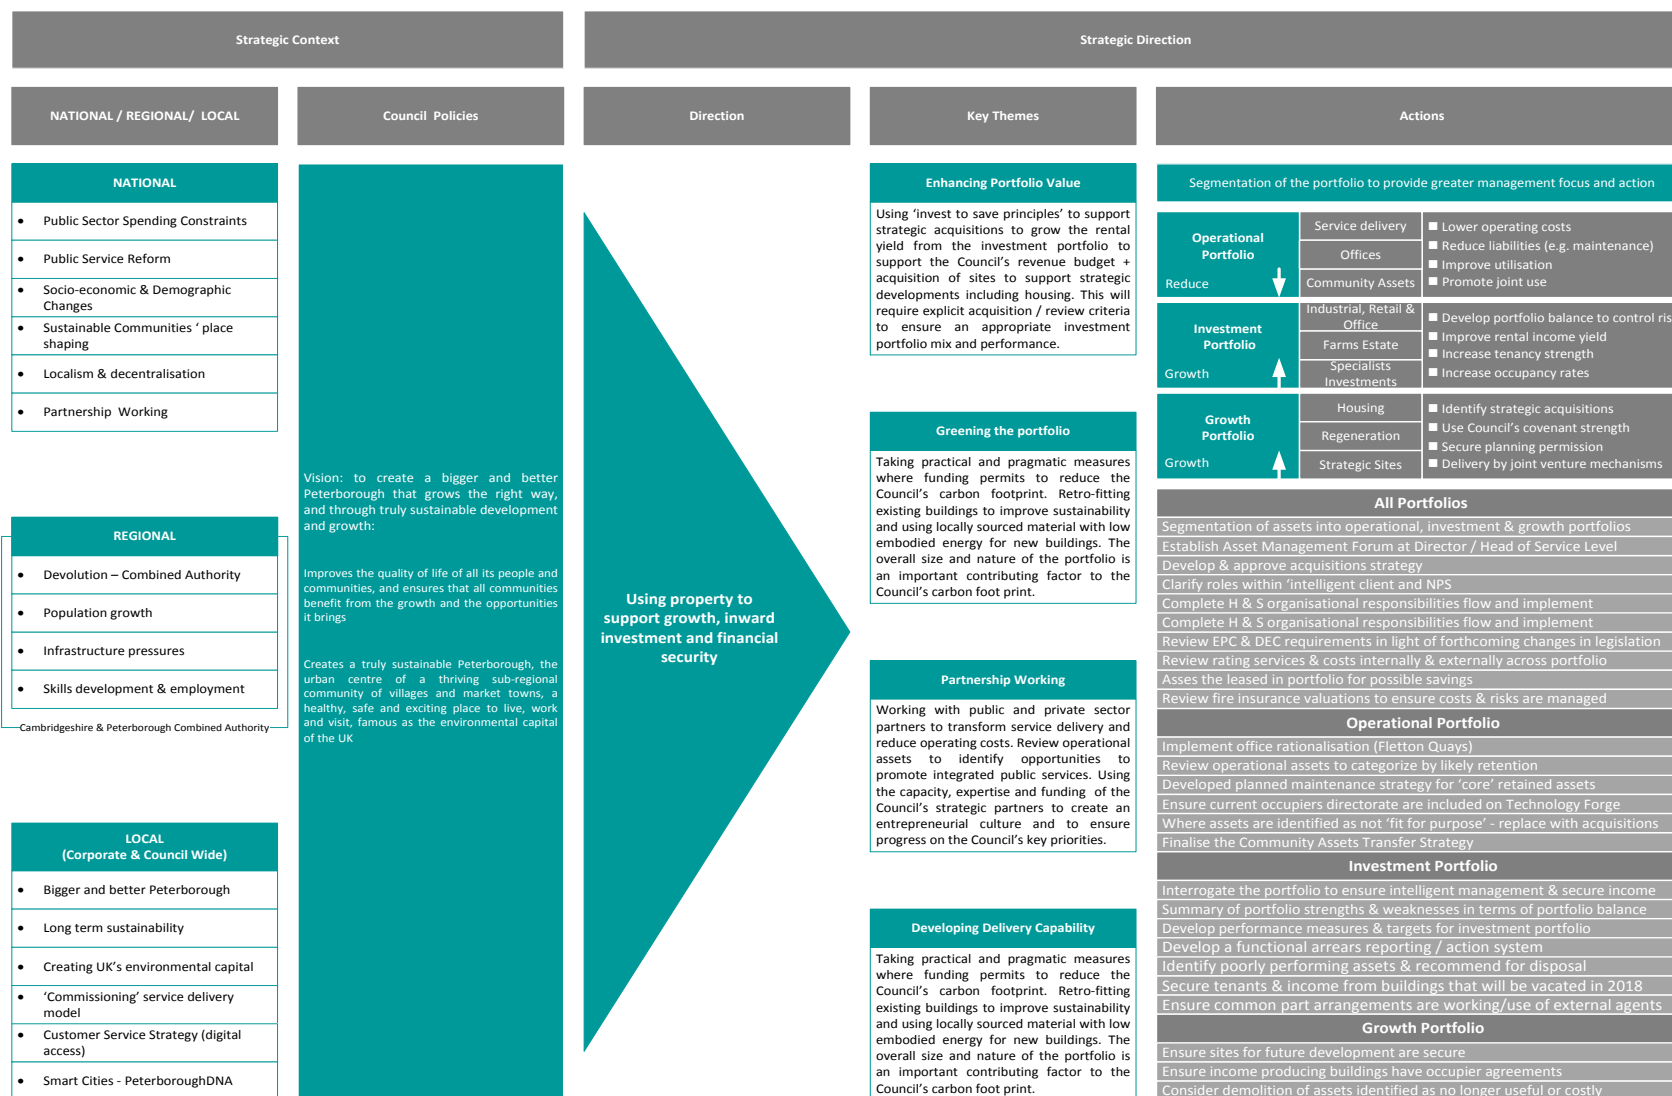 Strategic Context
Strategic Direction
NATIONAL / REGIONAL/ LOCAL
Council Policies
Direction
Key Themes
Actions
NATIONAL
• Public Sector Spending Constraints
• Public Service Reform
• Socio-economic & Demographic
Changes
• Sustainable Communities ‘ place
shaping
• Localism & decentralisation
• Partnership Working
REGIONAL
• Devolution – Combined Authority
• Population growth
• Infrastructure pressures
• Skills development & employment
Cambridgeshire & Peterborough Combined Authority
LOCAL
(Corporate & Council Wide)
• Bigger and better Peterborough
• Long term sustainability
• Creating UK’s environmental capital
• ‘Commissioning’ service delivery
model
• Customer Service Strategy (digital
access)
• Smart Cities - PeterboroughDNA
Vision: to create a bigger and better
Peterborough that grows the right way,
and through truly sustainable development
and growth:
Improves the quality of life of all its people and
communities, and ensures that all communities
benefit from the growth and the opportunities
it brings
Creates a truly sustainable Peterborough, the
urban centre of a thriving sub-regional
community of villages and market towns, a
healthy, safe and exciting place to live, work
and visit, famous as the environmental capital
of the UK
Using property to
support growth, inward
investment and financial
security
Enhancing Portfolio Value
Using ‘invest to save principles’ to support
strategic acquisitions to grow the rental
yield from the investment portfolio to
support the Council’s revenue budget +
acquisition of sites to support strategic
developments including housing. This will
require explicit acquisition / review criteria
to ensure an appropriate investment
portfolio mix and performance.
Greening the portfolio
Taking practical and pragmatic measures
where funding permits to reduce the
Council’s carbon footprint. Retro-fitting
existing buildings to improve sustainability
and using locally sourced material with low
embodied energy for new buildings. The
overall size and nature of the portfolio is
an important contributing factor to the
Council’s carbon foot print.
Partnership Working
Working with public and private sector
partners to transform service delivery and
reduce operating costs. Review operational
assets to identify opportunities to
promote integrated public services. Using
the capacity, expertise and funding of the
Council’s strategic partners to create an
entrepreneurial culture and to ensure
progress on the Council’s key priorities.
Developing Delivery Capability
Taking practical and pragmatic measures
where funding permits to reduce the
Council’s carbon footprint. Retro-fitting
existing buildings to improve sustainability
and using locally sourced material with low
embodied energy for new buildings. The
overall size and nature of the portfolio is
an important contributing factor to the
Council’s carbon foot print.
Segmentation of the portfolio to provide greater management focus and action
Operational
Portfolio
Reduce
Service delivery
Offices
Community Assets
■ Lower operating costs
■ Reduce liabilities (e.g. maintenance)
■ Improve utilisation
■ Promote joint use
Investment
Portfolio
Growth
Industrial, Retail &
Office
Farms Estate
Specialists
Investments
■ Develop portfolio balance to control ris
■ Improve rental income yield
■ Increase tenancy strength
■ Increase occupancy rates
Growth
Portfolio
Growth
Housing
Regeneration
Strategic Sites
■ Identify strategic acquisitions
■ Use Council’s covenant strength
■ Secure planning permission
■ Delivery by joint venture mechanisms
All Portfolios
Segmentation of assets into operational, investment & growth portfolios
Establish Asset Management Forum at Director / Head of Service Level
Develop & approve acquisitions strategy
Clarify roles within ‘intelligent client and NPS
Complete H & S organisational responsibilities flow and implement
Complete H & S organisational responsibilities flow and implement
Review EPC & DEC requirements in light of forthcoming changes in legislation
Review rating services & costs internally & externally across portfolio
Asses the leased in portfolio for possible savings
Review fire insurance valuations to ensure costs & risks are managed
Operational Portfolio
Implement office rationalisation (Fletton Quays)
Review operational assets to categorize by likely retention
Developed planned maintenance strategy for ‘core’ retained assets
Ensure current occupiers directorate are included on Technology Forge
Where assets are identified as not ‘fit for purpose’ - replace with acquisitions
Finalise the Community Assets Transfer Strategy
Investment Portfolio
Interrogate the portfolio to ensure intelligent management & secure income
Summary of portfolio strengths & weaknesses in terms of portfolio balance
Develop performance measures & targets for investment portfolio
Develop a functional arrears reporting / action system
Identify poorly performing assets & recommend for disposal
Secure tenants & income from buildings that will be vacated in 2018
Ensure common part arrangements are working/use of external agents
Growth Portfolio
Ensure sites for future development are secure
Ensure income producing buildings have occupier agreements
Consider demolition of assets identified as no longer useful or costly